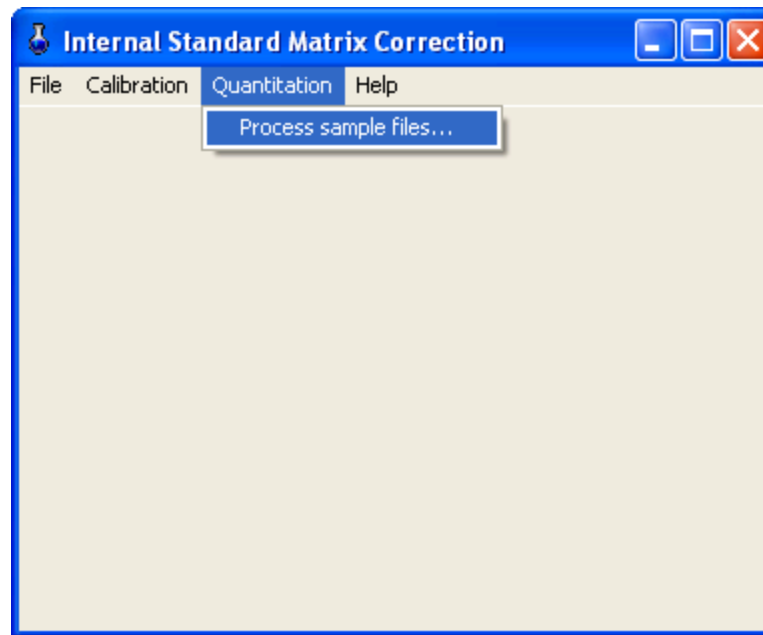 Internal Standard Matrix Correction
File Calibration Quantitation Help
Process sample files...